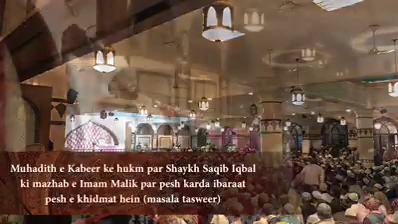 Muhadith e Kabeer ke hukm par Shaykh Saqib Iqbal
ki mazhab e Imam Malik par pesh karda ibaraat
pesh e khidmat hein (masala tasweer)